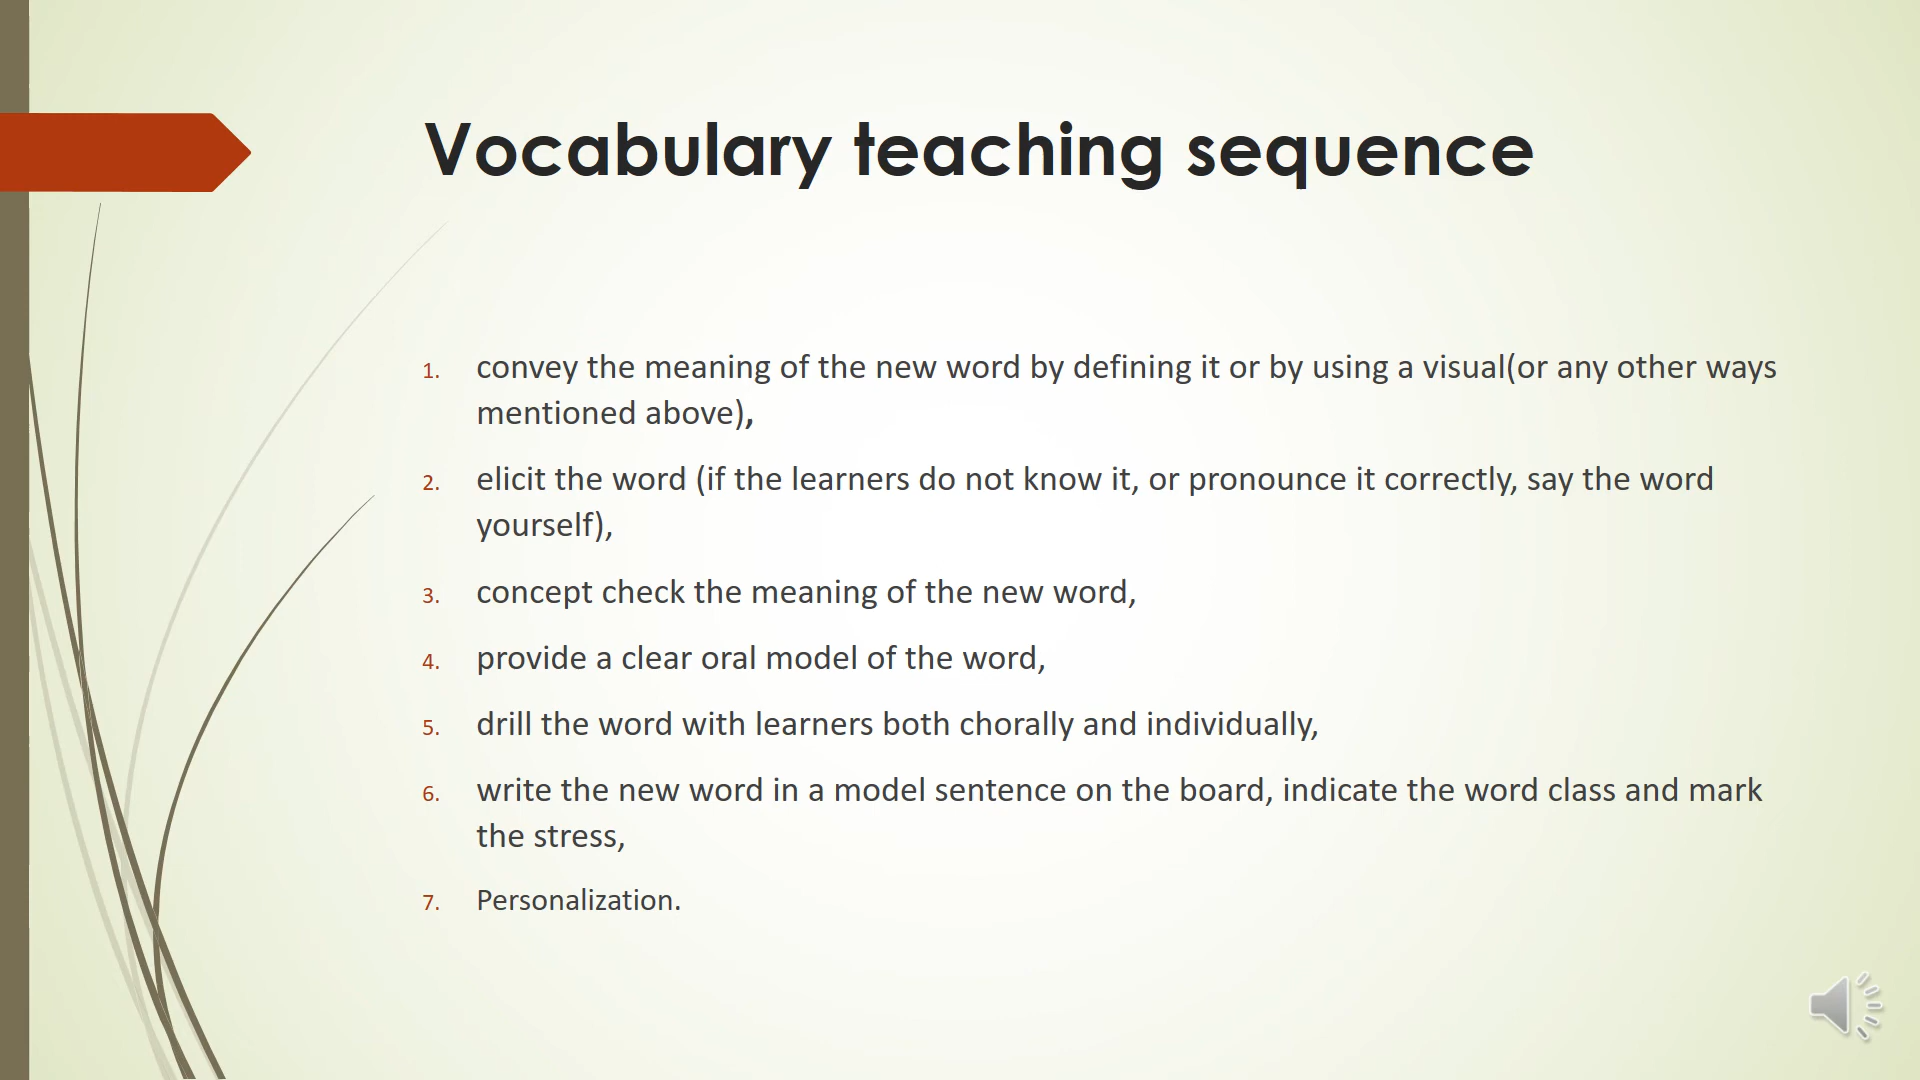 Vocabulary teaching sequence
1. convey the meaning of the new word by defining it or by using a visual(or any other ways
mentioned above),
2. elicit the word (if the learners do not know it, or pronounce it correctly, say the word
yourself),
3. concept check the meaning of the new word,
4. provide a clear oral model of the word,
5. drill the word with learners both chorally and individually,
6. write the new word in a model sentence on the board, indicate the word class and mark
the stress,
7. Personalization.